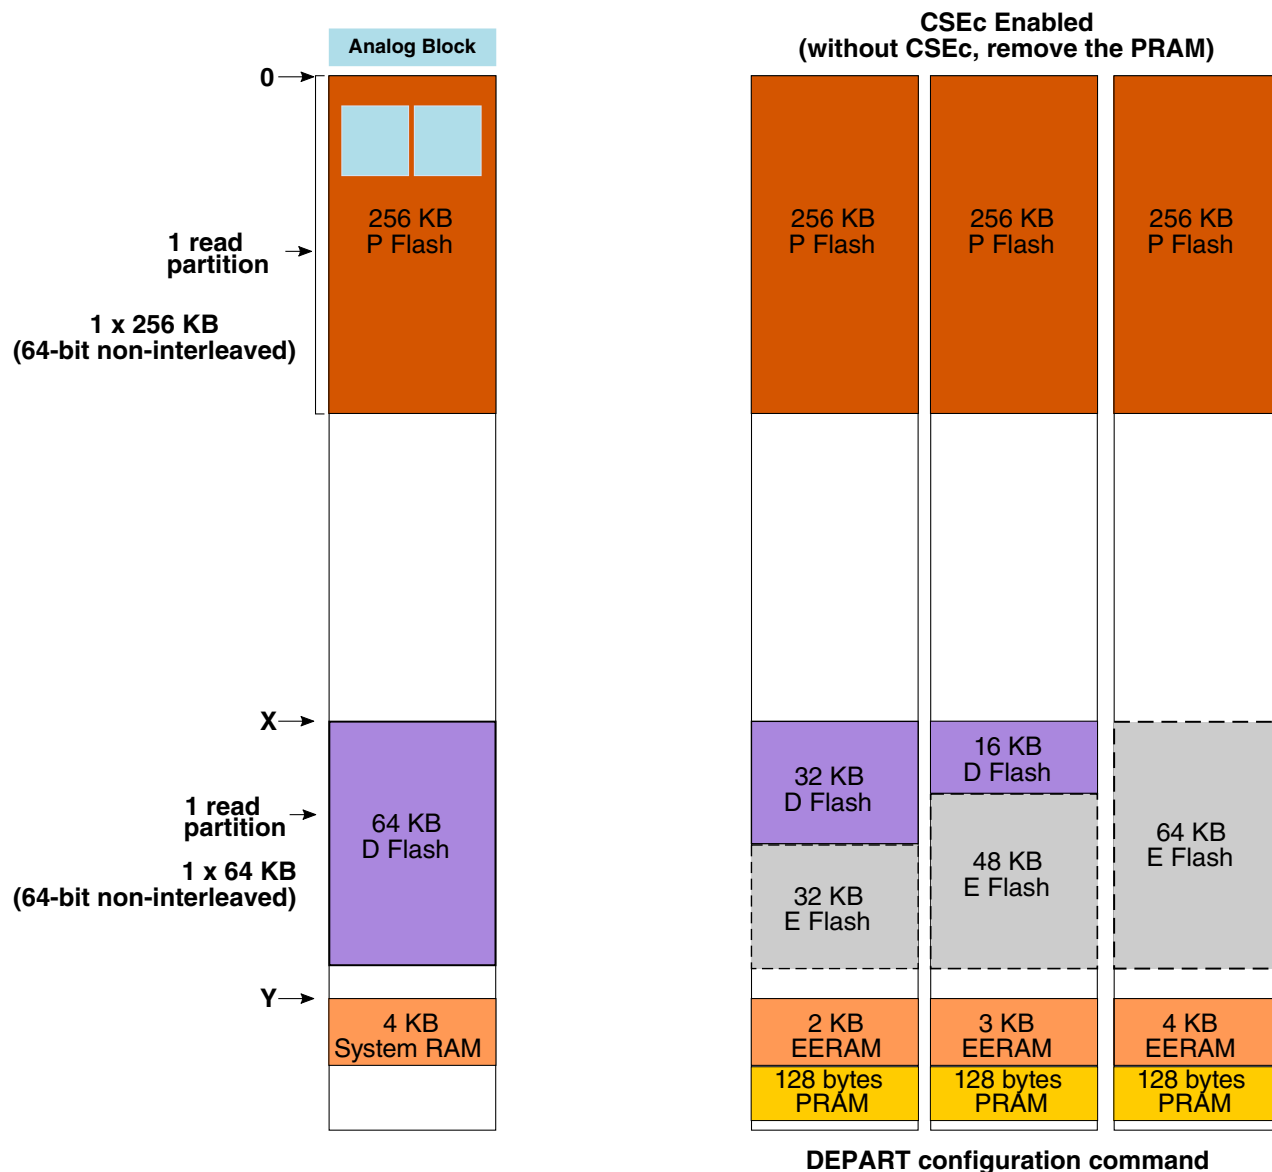 Analog Block
CSEc Enabled
(without CSEc, remove the PRAM)
0
256 KB
P Flash
1 read
partition
1 x 256 KB
(64-bit non-interleaved)
256 KB
P Flash
256 KB
P Flash
256 KB
P Flash
X
64 KB
D Flash
1 read
partition
1 x 64 KB
(64-bit non-interleaved)
32 KB
D Flash
32 KB
E Flash
16 KB
D Flash
48 KB
E Flash
64 KB
E Flash
Y
4 KB
System RAM
2 KB
EERAM
128 bytes
PRAM
3 KB
EERAM
128 bytes
PRAM
4 KB
EERAM
128 bytes
PRAM
DEPART configuration command